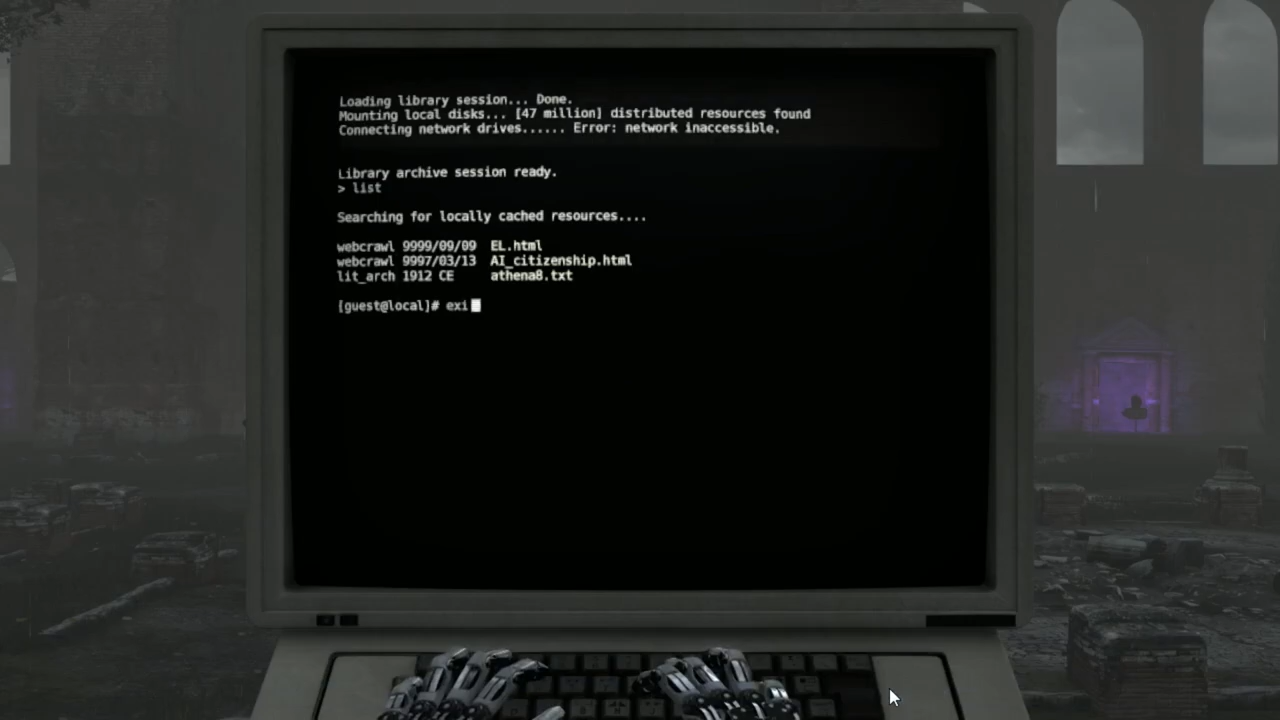 Loading library session... Done.
Mounting local disks... [47 million] distributed resources found
Connecting network drives...... Error: network inaccessible.
Library archive session ready.
> list
Searching for locally cached resources....
webcrawl 9999/09/09 EL.html
webcrawl 9997/03/13 AI_citizenship.html
lit_arch 1912 CE athena8.txt
[guest@local]# exi